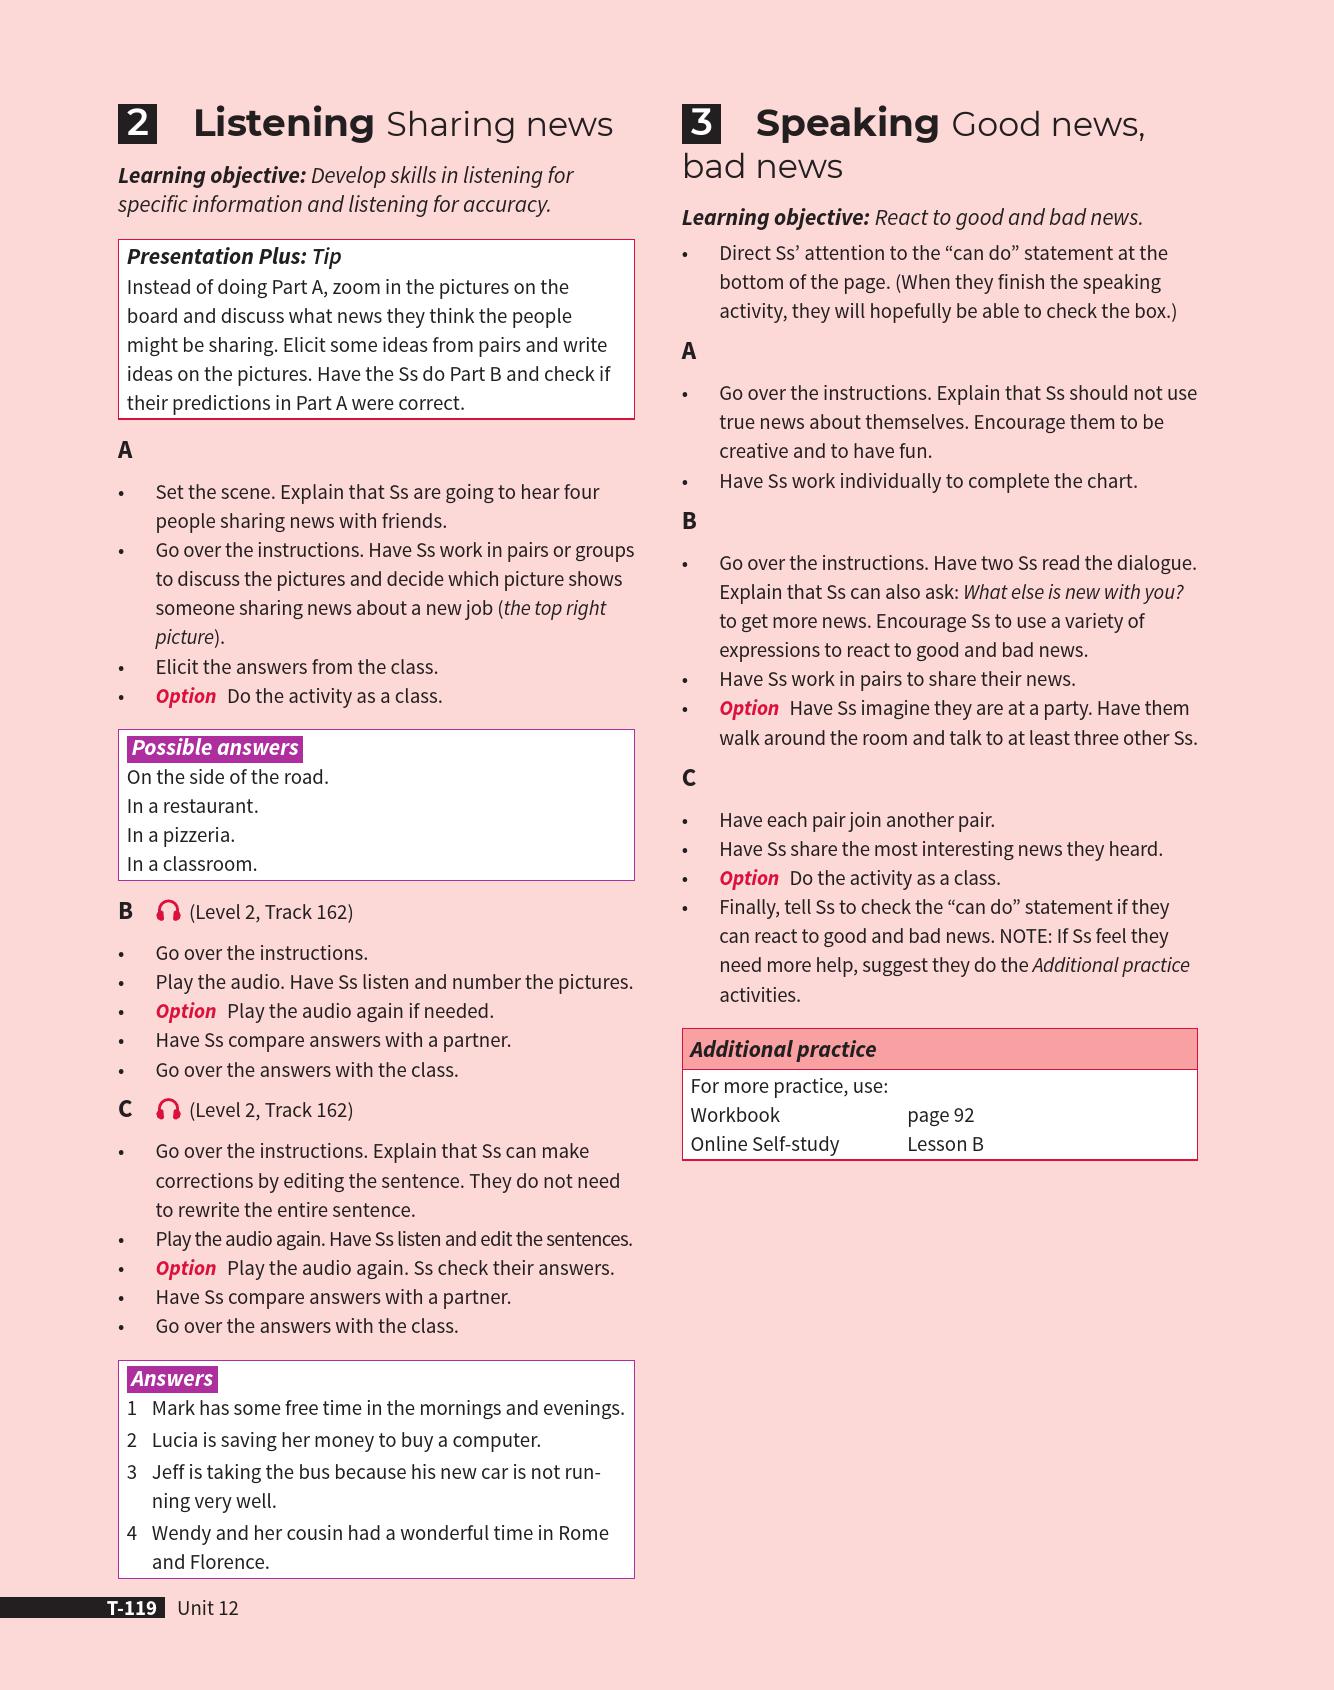 2 Listening Sharing news
Learning objective: Develop skills in listening for
specific information and listening for accuracy.
Presentation Plus: Tip
Instead of doing Part A, zoom in the pictures on the
board and discuss what news they think the people
might be sharing. Elicit some ideas from pairs and write
ideas on the pictures. Have the Ss do Part B and check if
their predictions in Part A were correct.
A
• Set the scene. Explain that Ss are going to hear four
people sharing news with friends.
• Go over the instructions. Have Ss work in pairs or groups
to discuss the pictures and decide which picture shows
someone sharing news about a new job (the top right
picture).
• Elicit the answers from the class.
• Option Do the activity as a class.
Possible answers
On the side of the road.
In a restaurant.
In a pizzeria.
In a classroom.
B (Level 2, Track 162)
• Go over the instructions.
• Play the audio. Have Ss listen and number the pictures.
• Option Play the audio again if needed.
• Have Ss compare answers with a partner.
• Go over the answers with the class.
C (Level 2, Track 162)
• Go over the instructions. Explain that Ss can make
corrections by editing the sentence. They do not need
to rewrite the entire sentence.
• Play the audio again. Have Ss listen and edit the sentences.
• Option Play the audio again. Ss check their answers.
• Have Ss compare answers with a partner.
• Go over the answers with the class.
Answers
1 Mark has some free time in the mornings and evenings.
2 Lucia is saving her money to buy a computer.
3 Jeff is taking the bus because his new car is not run-
ning very well.
4 Wendy and her cousin had a wonderful time in Rome
and Florence.
3 Speaking Good news,
bad news
Learning objective: React to good and bad news.
• Direct Ss’ attention to the “can do” statement at the
bottom of the page. (When they finish the speaking
activity, they will hopefully be able to check the box.)
A
• Go over the instructions. Explain that Ss should not use
true news about themselves. Encourage them to be
creative and to have fun.
• Have Ss work individually to complete the chart.
B
• Go over the instructions. Have two Ss read the dialogue.
Explain that Ss can also ask: What else is new with you?
to get more news. Encourage Ss to use a variety of
expressions to react to good and bad news.
• Have Ss work in pairs to share their news.
• Option Have Ss imagine they are at a party. Have them
walk around the room and talk to at least three other Ss.
C
• Have each pair join another pair.
• Have Ss share the most interesting news they heard.
• Option Do the activity as a class.
• Finally, tell Ss to check the “can do” statement if they
can react to good and bad news. NOTE: If Ss feel they
need more help, suggest they do the Additional practice
activities.
Additional practice
For more practice, use:
Workbook page 92
Online Self-study Lesson B
T-119 Unit 12